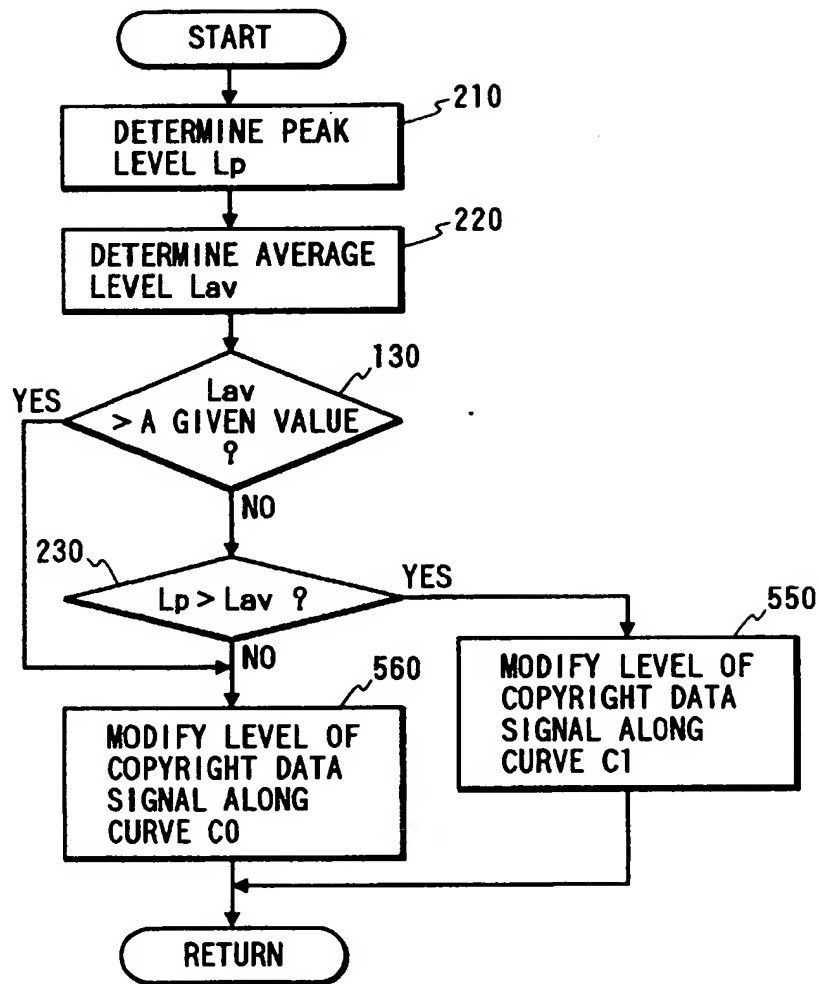 START
210
DETERMINE PEAK
LEVEL Lp
220
DETERMINE AVERAGE
LEVEL Lav
130
YES
Lav
> A GIVEN VALUE
?
NO
230
YES
Lp > Lav ?
NO
550
MODIFY LEVEL OF
COPYRIGHT DATA
SIGNAL ALONG
CURVE C1
560
MODIFY LEVEL OF
COPYRIGHT DATA
SIGNAL ALONG
CURVE C0
RETURN